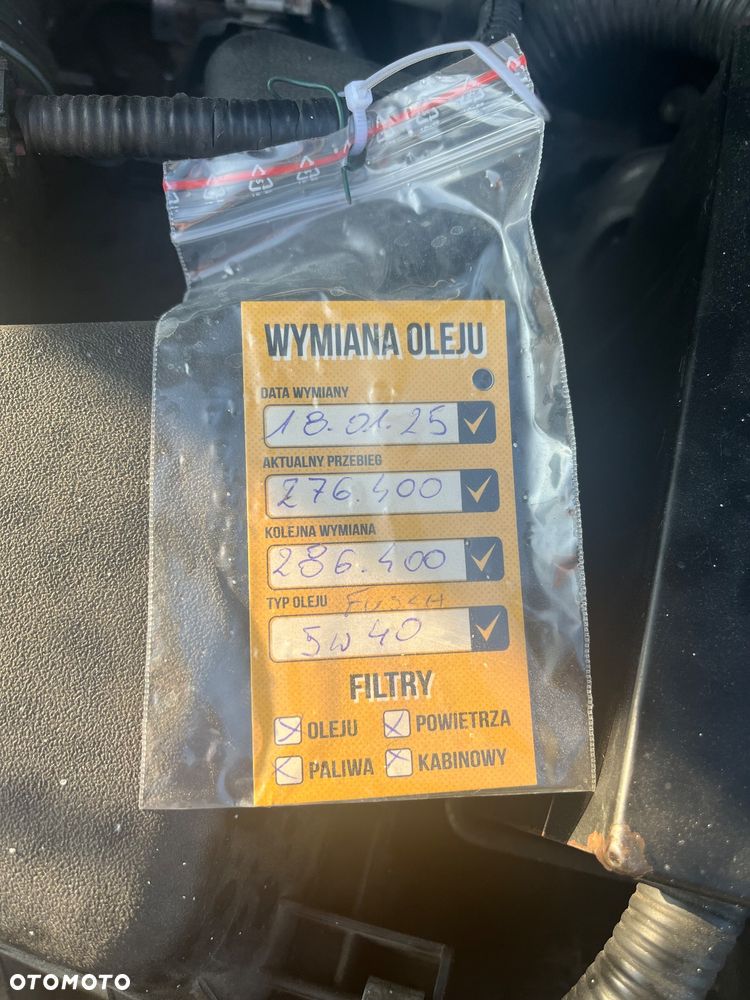 WYMIANA OLEJU
DATA WYMIANY
18.01.25
AKTUALNY PRZEBIEG
276.400
KOLEJNA WYMIANA
286.400
TYP OLEJU
5W40
FILTRY
OLEJU POWIETRZA
PALIWA KABINOWY
OTOMOTO